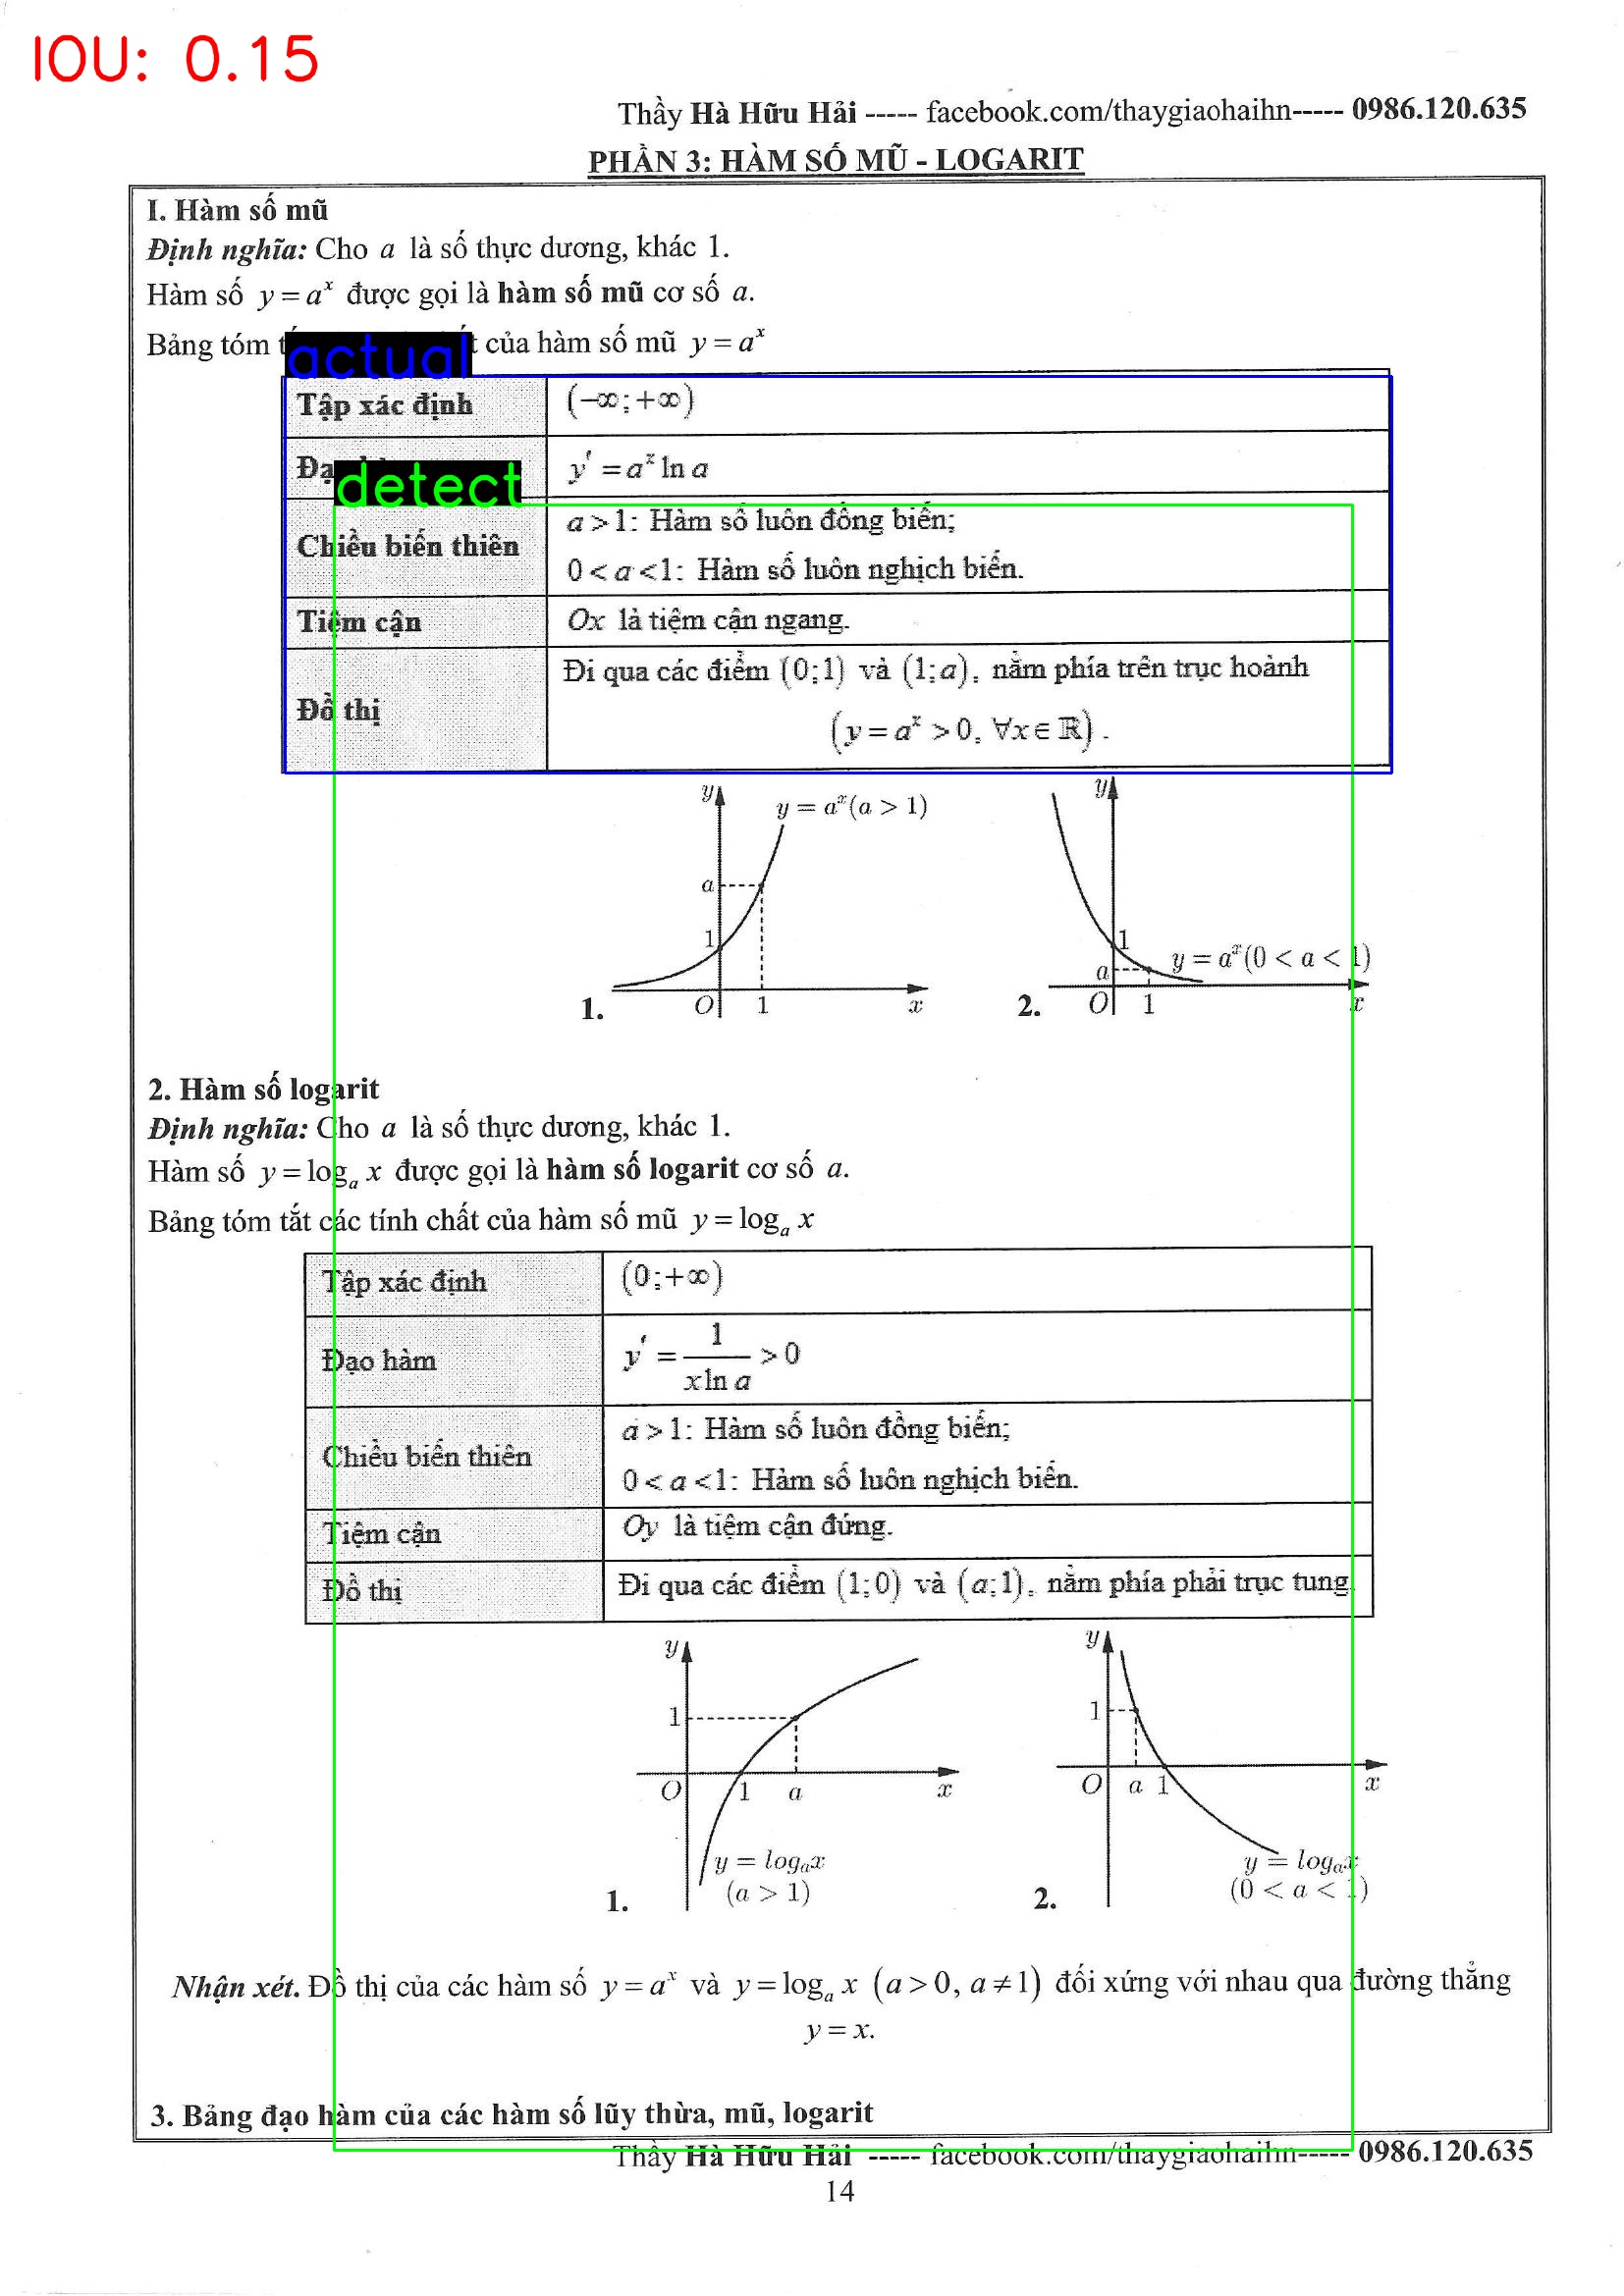 IOU: 0.15
Thầy Hà Hữu Hải ----- facebook.com/thaygiaohaihn----- 0986.120.635
PHẦN 3: HÀM SỐ MŨ - LOGARIT
I. Hàm số mũ
Định nghĩa: Cho a là số thực dương, khác 1.
Hàm số y = a^x được gọi là hàm số mũ cơ số a.
Bảng tóm của hàm số mũ y = a^x
actual
Tập xác định (−∞;+∞)
y' = a^x ln a
detect
Chiều biến thiên
a > 1: Hàm số luôn đồng biến;
0 < a < 1: Hàm số luôn nghịch biến.
Tiệm cận Ox là tiệm cận ngang.
Đồ thị
Đi qua các điểm (0;1) và (1;a), nằm phía trên trục hoành
(y = a^x > 0, ∀x ∈ ℝ).
y y = a^x (a > 1)
a
1
1. O 1 x
y
1
a y = a^x (0 < a < 1)
2. O 1 x
2. Hàm số logarit
Định nghĩa: Cho a là số thực dương, khác 1.
Hàm số y = log_a x được gọi là hàm số logarit cơ số a.
Bảng tóm tắt các tính chất của hàm số mũ y = log_a x
Tập xác định (0;+∞)
Đạo hàm y' = 1/(x ln a) > 0
Chiều biến thiên
a > 1: Hàm số luôn đồng biến;
0 < a < 1: Hàm số luôn nghịch biến.
Tiệm cận Oy là tiệm cận đứng.
Đồ thị Đi qua các điểm (1;0) và (a;1), nằm phía phải trục tung
y
1
O 1 a x
y = log_a x
1. (a > 1)
y
1
O a 1 x
y = log_a x
2. (0 < a < 1)
Nhận xét. Đồ thị của các hàm số y = a^x và y = log_a x (a > 0, a ≠ 1) đối xứng với nhau qua đường thẳng
y = x.
3. Bảng đạo hàm của các hàm số lũy thừa, mũ, logarit
Thầy Hà Hữu Hải ----- facebook.com/thaygiaohaihn----- 0986.120.635
14